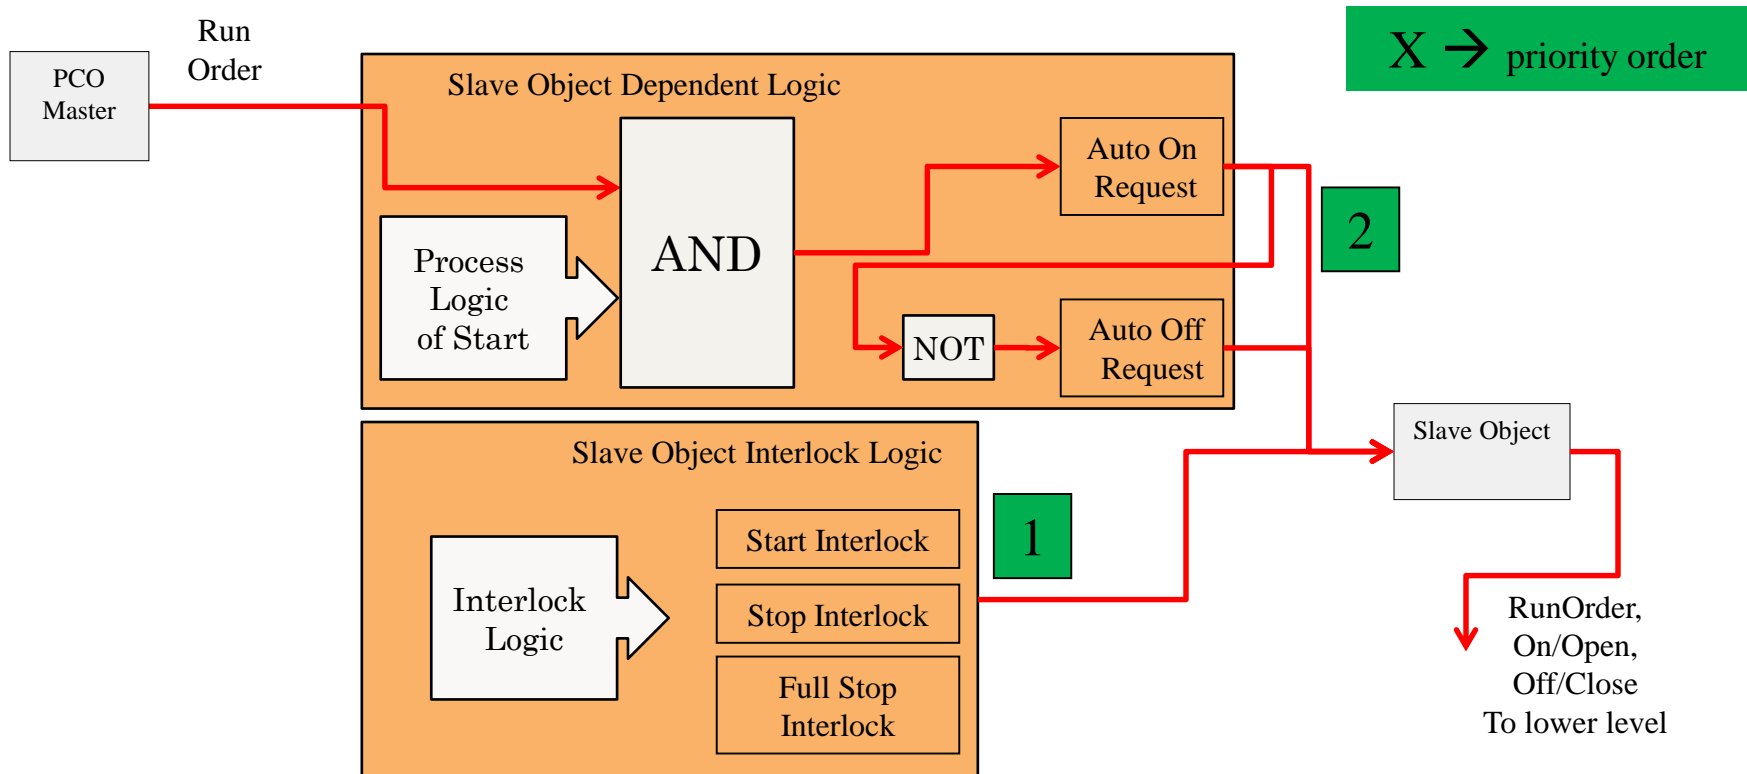 Run
Order
PCO
Master
X → priority order
Slave Object Dependent Logic
Auto On
Request
2
AND
Process
Logic
of Start
NOT
Auto Off
Request
Slave Object
Slave Object Interlock Logic
1
Start Interlock
Interlock
Logic
Stop Interlock
Full Stop
Interlock
RunOrder,
On/Open,
Off/Close
To lower level